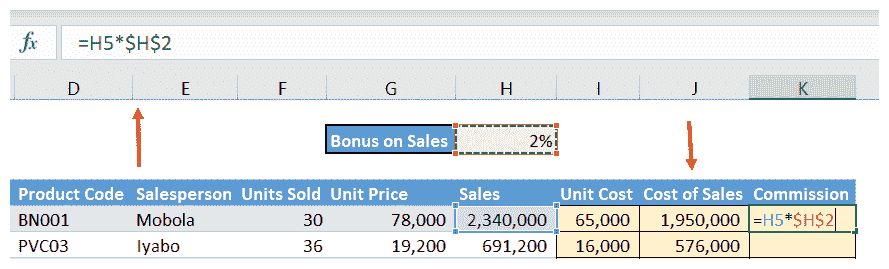 fx =H5*$H$2
D E F G H I J K
Bonus on Sales 2%
Product Code Salesperson Units Sold Unit Price Sales Unit Cost Cost of Sales Commission
BN001 Mobola 30 78,000 2,340,000 65,000 1,950,000 =H5*$H$2
PVC03 Iyabo 36 19,200 691,200 16,000 576,000